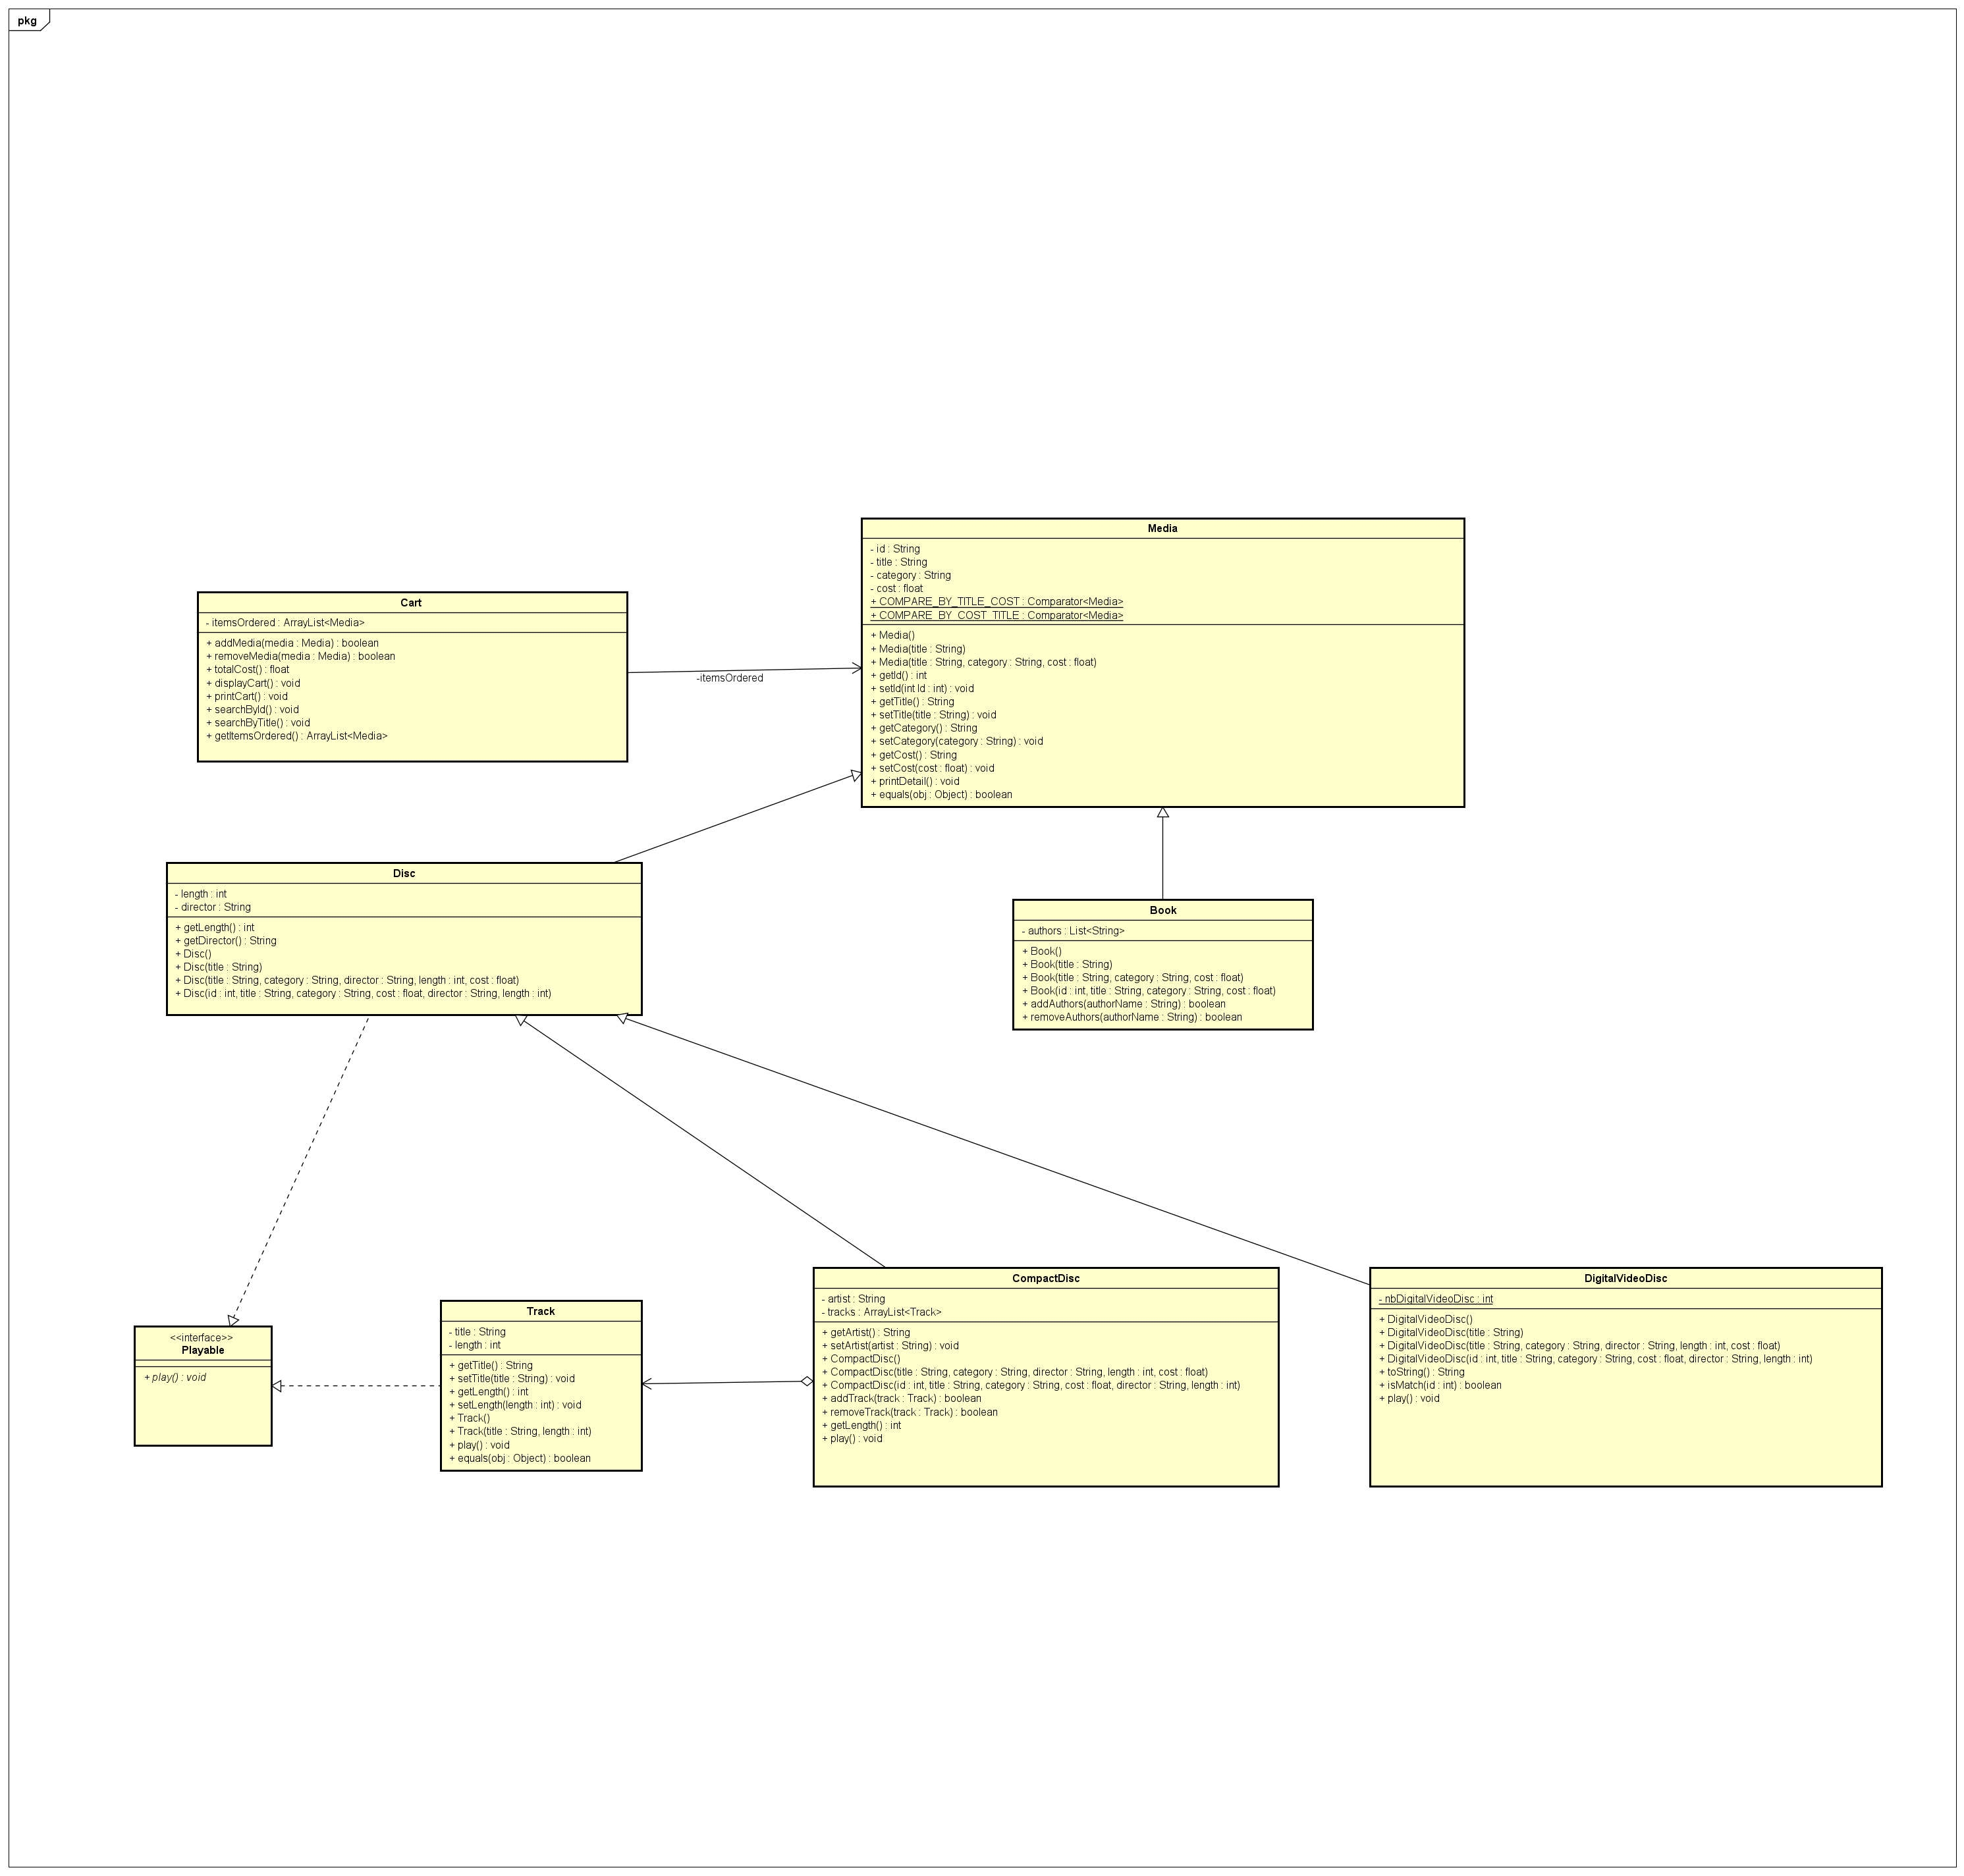 pkg
Media
- id : String
- title : String
- category : String
- cost : float
+ COMPARE_BY_TITLE_COST : Comparator<Media>
+ COMPARE_BY_COST_TITLE : Comparator<Media>
+ Media()
+ Media(title : String)
+ Media(title : String, category : String, cost : float)
+ getId() : int
+ setId(int Id : int) : void
+ getTitle() : String
+ setTitle(title : String) : void
+ getCategory() : String
+ setCategory(category : String) : void
+ getCost() : String
+ setCost(cost : float) : void
+ printDetail() : void
+ equals(obj : Object) : boolean
Cart
- itemsOrdered : ArrayList<Media>
+ addMedia(media : Media) : boolean
+ removeMedia(media : Media) : boolean
+ totalCost() : float
+ displayCart() : void
+ printCart() : void
+ searchById() : void
+ searchByTitle() : void
+ getItemsOrdered() : ArrayList<Media>
-itemsOrdered
Disc
- length : int
- director : String
+ getLength() : int
+ getDirector() : String
+ Disc()
+ Disc(title : String)
+ Disc(title : String, category : String, director : String, length : int, cost : float)
+ Disc(id : int, title : String, category : String, cost : float, director : String, length : int)
Book
- authors : List<String>
+ Book()
+ Book(title : String)
+ Book(title : String, category : String, cost : float)
+ Book(id : int, title : String, category : String, cost : float)
+ addAuthors(authorName : String) : boolean
+ removeAuthors(authorName : String) : boolean
<<interface>>
Playable
+ play() : void
Track
- title : String
- length : int
+ getTitle() : String
+ setTitle(title : String) : void
+ getLength() : int
+ setLength(length : int) : void
+ Track()
+ Track(title : String, length : int)
+ play() : void
+ equals(obj : Object) : boolean
CompactDisc
- artist : String
- tracks : ArrayList<Track>
+ getArtist() : String
+ setArtist(artist : String) : void
+ CompactDisc()
+ CompactDisc(title : String, category : String, director : String, length : int, cost : float)
+ CompactDisc(id : int, title : String, category : String, cost : float, director : String, length : int)
+ addTrack(track : Track) : boolean
+ removeTrack(track : Track) : boolean
+ getLength() : int
+ play() : void
DigitalVideoDisc
- nbDigitalVideoDisc : int
+ DigitalVideoDisc()
+ DigitalVideoDisc(title : String)
+ DigitalVideoDisc(title : String, category : String, director : String, length : int, cost : float)
+ DigitalVideoDisc(id : int, title : String, category : String, cost : float, director : String, length : int)
+ toString() : String
+ isMatch(id : int) : boolean
+ play() : void